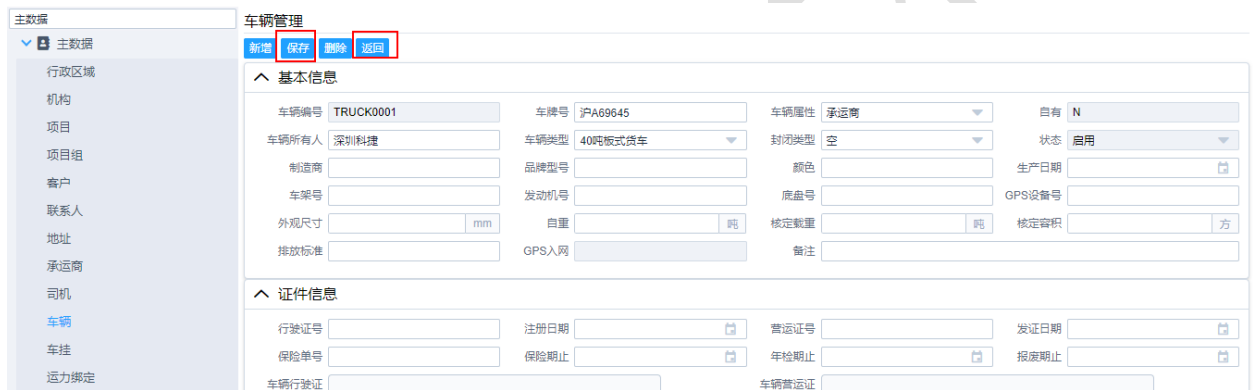 主数据
主数据
行政区域
机构
项目
项目组
客户
联系人
地址
承运商
司机
车辆
车挂
运力绑定
车辆管理
新增 保存 删除 返回
基本信息
车辆编号 TRUCK0001 车牌号 沪A69645 车辆属性 承运商 自有 N
车辆所有人 深圳科捷 车辆类型 40吨板式货车 封闭类型 空 状态 启用
制造商 品牌型号 颜色 生产日期
车架号 发动机号 底盘号 GPS设备号
外观尺寸 mm 自重 吨 核定载重 吨 核定容积 方
排放标准 GPS入网 备注
证件信息
行驶证号 注册日期 营运证号 发证日期
保险单号 保险期止 年检期止 报废期止
车辆行驶证 车辆营运证